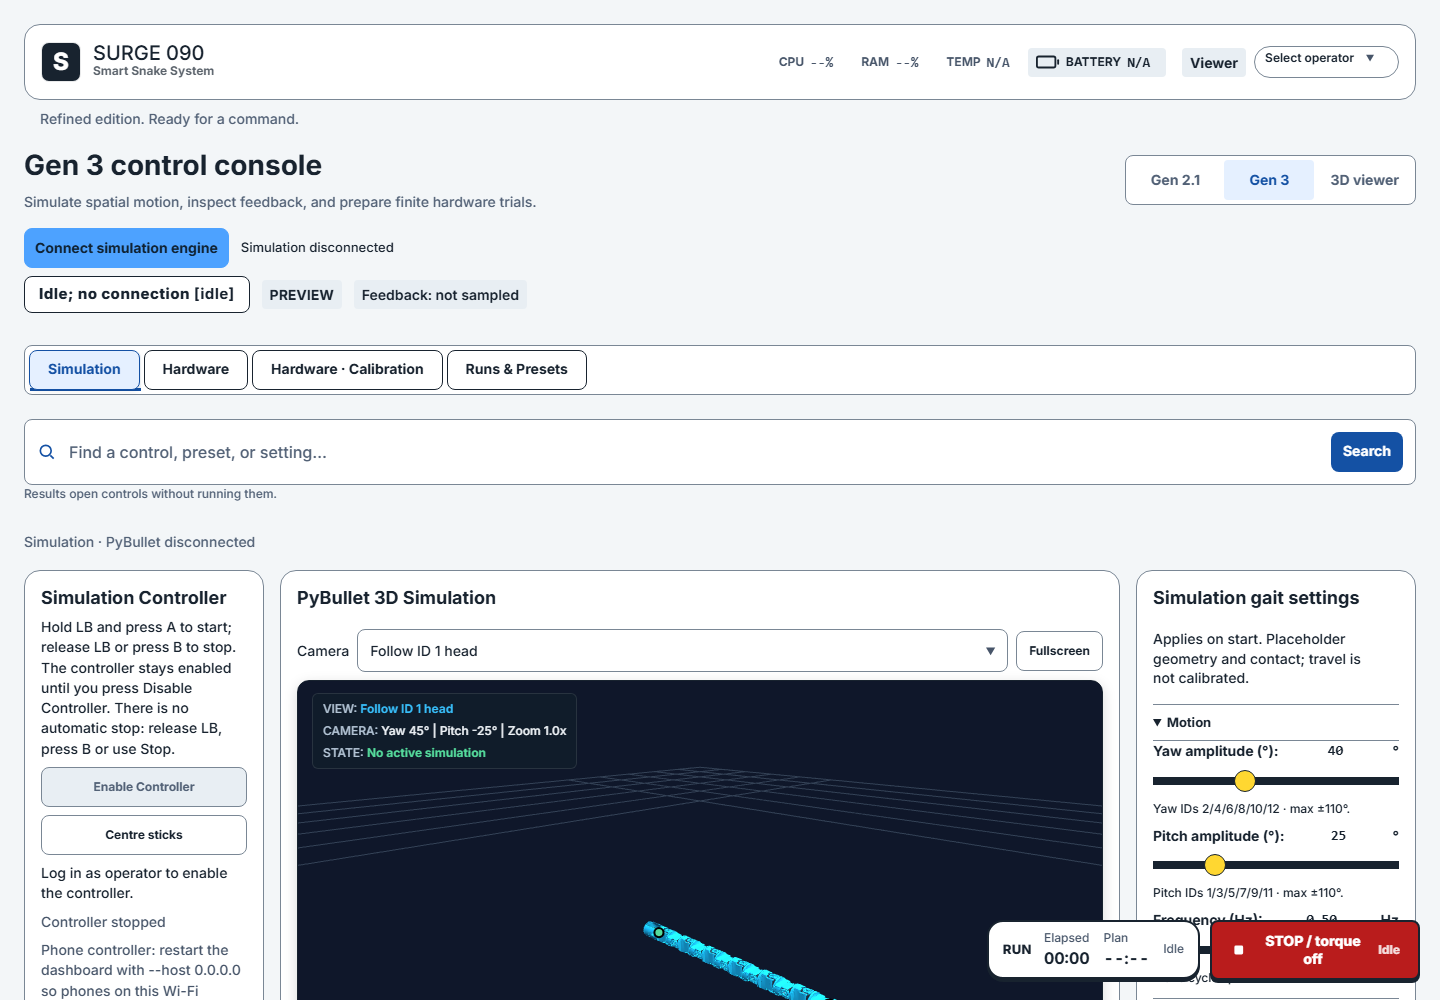 S
SURGE 090
Smart Snake System
CPU --%
RAM --%
TEMP N/A
BATTERY N/A
Viewer
Select operator
Refined edition. Ready for a command.
Gen 3 control console
Simulate spatial motion, inspect feedback, and prepare finite hardware trials.
Gen 2.1
Gen 3
3D viewer
Connect simulation engine
Simulation disconnected
Idle; no connection [idle]
PREVIEW
Feedback: not sampled
Simulation
Hardware
Hardware · Calibration
Runs & Presets
Find a control, preset, or setting...
Search
Results open controls without running them.
Simulation · PyBullet disconnected
Simulation Controller
Hold LB and press A to start;
release LB or press B to stop.
The controller stays enabled
until you press Disable
Controller. There is no
automatic stop: release LB,
press B or use Stop.
Enable Controller
Centre sticks
Log in as operator to enable
the controller.
Controller stopped
Phone controller: restart the
dashboard with --host 0.0.0.0
so phones on this Wi-Fi
PyBullet 3D Simulation
Camera
Follow ID 1 head
Fullscreen
VIEW: Follow ID 1 head
CAMERA: Yaw 45° | Pitch -25° | Zoom 1.0x
STATE: No active simulation
Simulation gait settings
Applies on start. Placeholder
geometry and contact; travel is
not calibrated.
Motion
Yaw amplitude (°): 40 °
Yaw IDs 2/4/6/8/10/12 · max ±110°.
Pitch amplitude (°): 25 °
Pitch IDs 1/3/5/7/9/11 · max ±110°.
Frequency (Hz): 0.50 Hz
RUN
Elapsed
00:00
Plan
--:--
Idle
STOP / torque
off
Idle